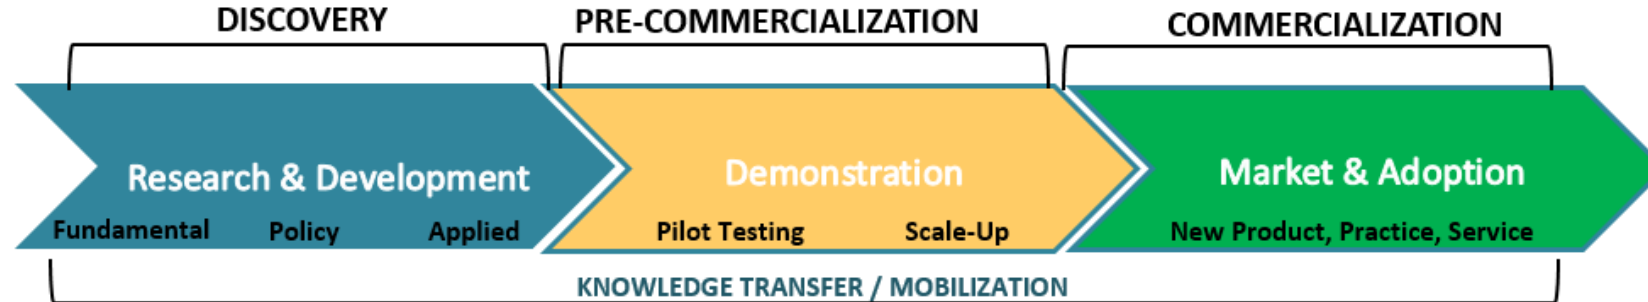 DISCOVERY
PRE-COMMERCIALIZATION
COMMERCIALIZATION
Research & Development
Demonstration
Market & Adoption
Fundamental
Policy
Applied
Pilot Testing
Scale-Up
New Product, Practice, Service
KNOWLEDGE TRANSFER / MOBILIZATION